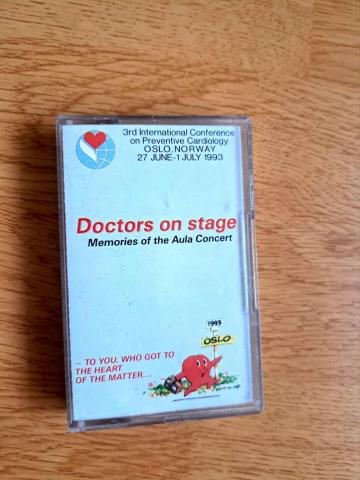 3rd International Conference
on Preventive Cardiology
OSLO, NORWAY
27 JUNE-1 JULY 1993
Doctors on stage
Memories of the Aula Concert
1993
OSLO
– TO YOU, WHO GOT TO
THE HEART
OF THE MATTER....